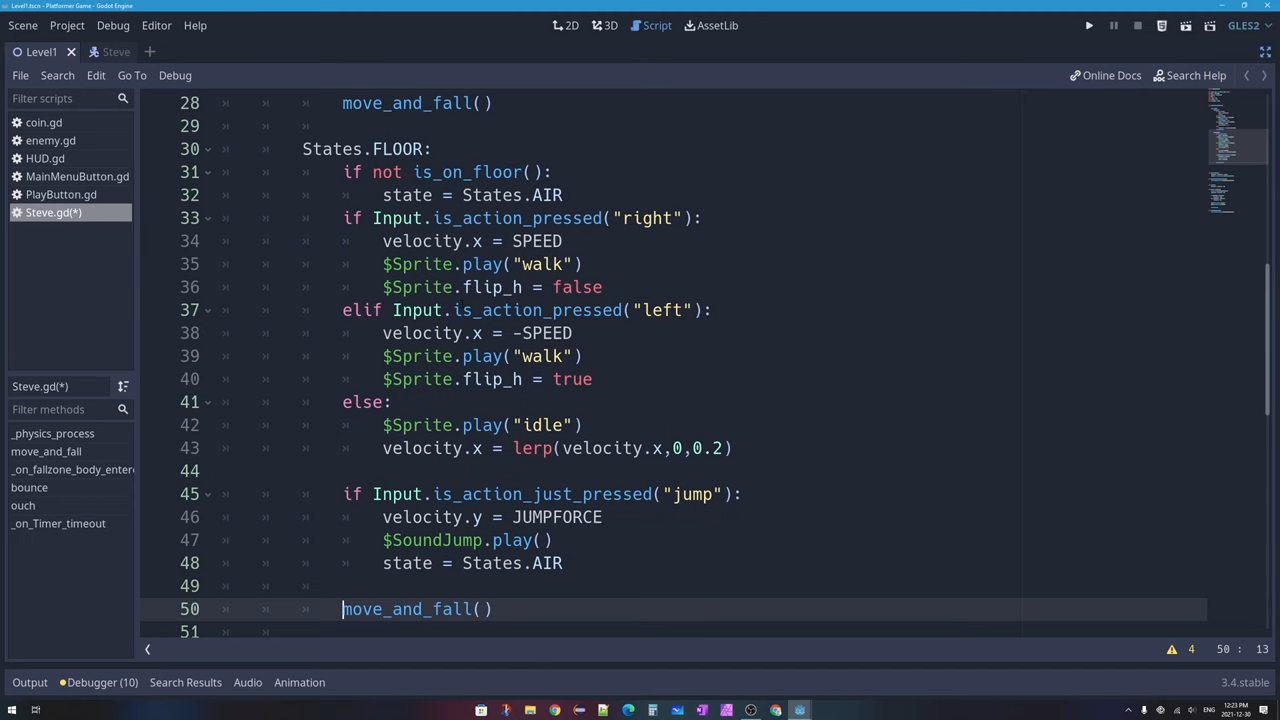 Level1.tscn - Platformer Game - Godot Engine
Scene Project Debug Editor Help 2D 3D Script AssetLib GLES2
Level1 Steve
File Search Edit Go To Debug Online Docs Search Help
Filter scripts
coin.gd
enemy.gd
HUD.gd
MainMenuButton.gd
PlayButton.gd
Steve.gd(*)
Steve.gd(*)
Filter methods
_physics_process
move_and_fall
_on_fallzone_body_entere
bounce
ouch
_on_Timer_timeout
28 move_and_fall()
29
30 States.FLOOR:
31 if not is_on_floor():
32 state = States.AIR
33 if Input.is_action_pressed("right"):
34 velocity.x = SPEED
35 $Sprite.play("walk")
36 $Sprite.flip_h = false
37 elif Input.is_action_pressed("left"):
38 velocity.x = -SPEED
39 $Sprite.play("walk")
40 $Sprite.flip_h = true
41 else:
42 $Sprite.play("idle")
43 velocity.x = lerp(velocity.x,0,0.2)
44
45 if Input.is_action_just_pressed("jump"):
46 velocity.y = JUMPFORCE
47 $SoundJump.play()
48 state = States.AIR
49
50 move_and_fall()
51
4 50 : 13
Output Debugger (10) Search Results Audio Animation 3.4.stable
12:23 PM
2021-12-30